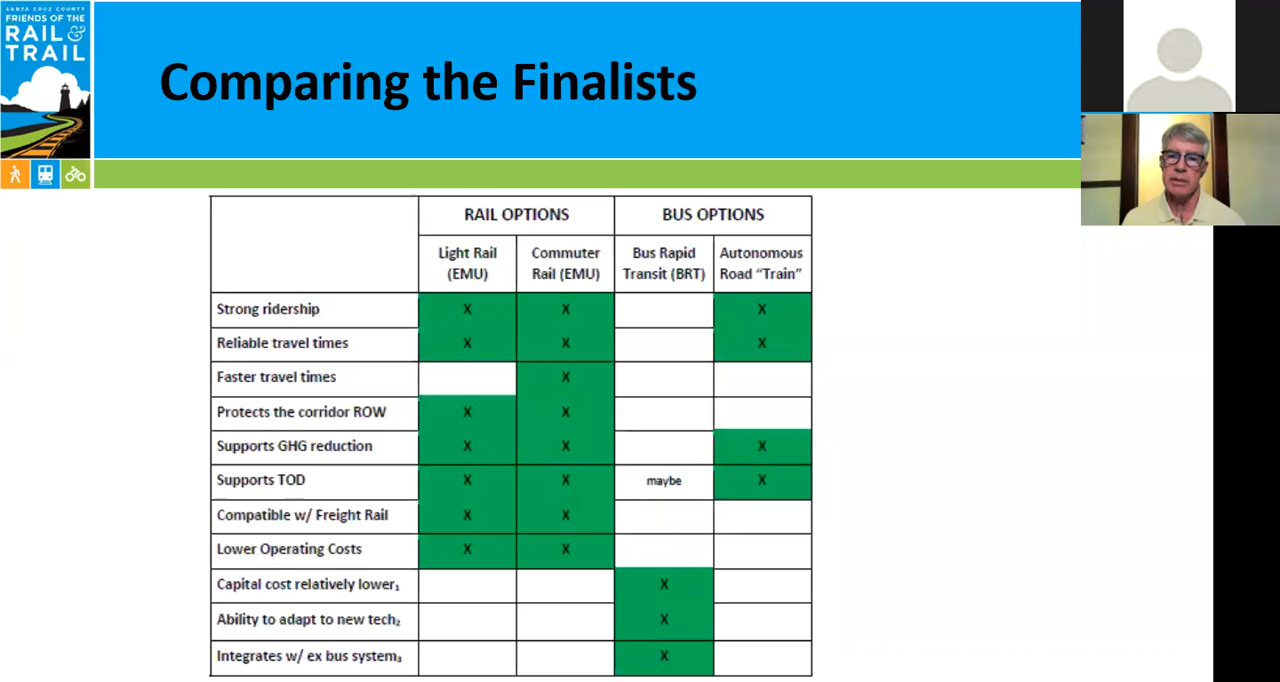 SANTA CRUZ COUNTY
FRIENDS OF THE
RAIL &
TRAIL
Comparing the Finalists
RAIL OPTIONS BUS OPTIONS
Light Rail (EMU) Commuter Rail (EMU) Bus Rapid Transit (BRT) Autonomous Road “Train”
Strong ridership X X X
Reliable travel times X X X
Faster travel times X
Protects the corridor ROW X X
Supports GHG reduction X X X
Supports TOD X X maybe X
Compatible w/ Freight Rail X X
Lower Operating Costs X X
Capital cost relatively lower₁ X
Ability to adapt to new tech₂ X
Integrates w/ ex bus system₃ X